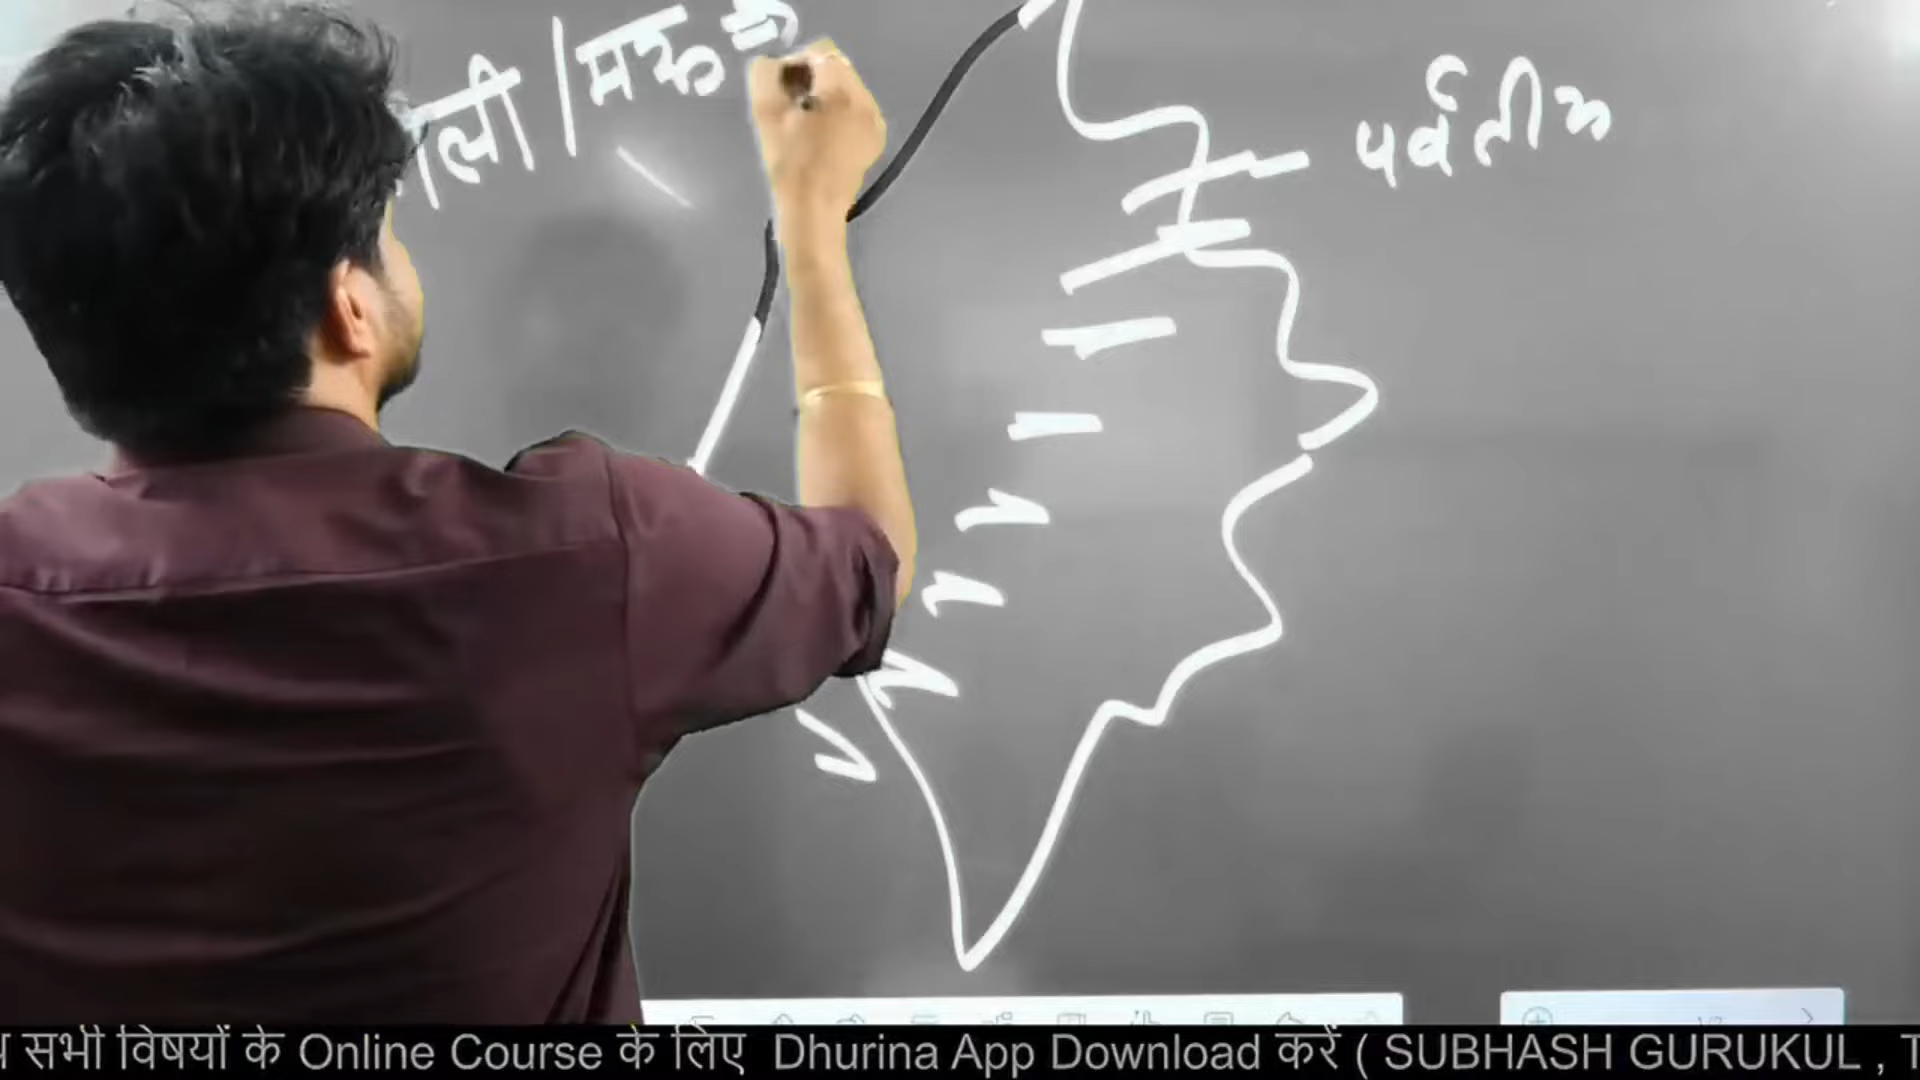 मरू ⇒
पर्वतीय
सभी विषयों के Online Course के लिए Dhurina App Download करें ( SUBHASH GURUKUL , T